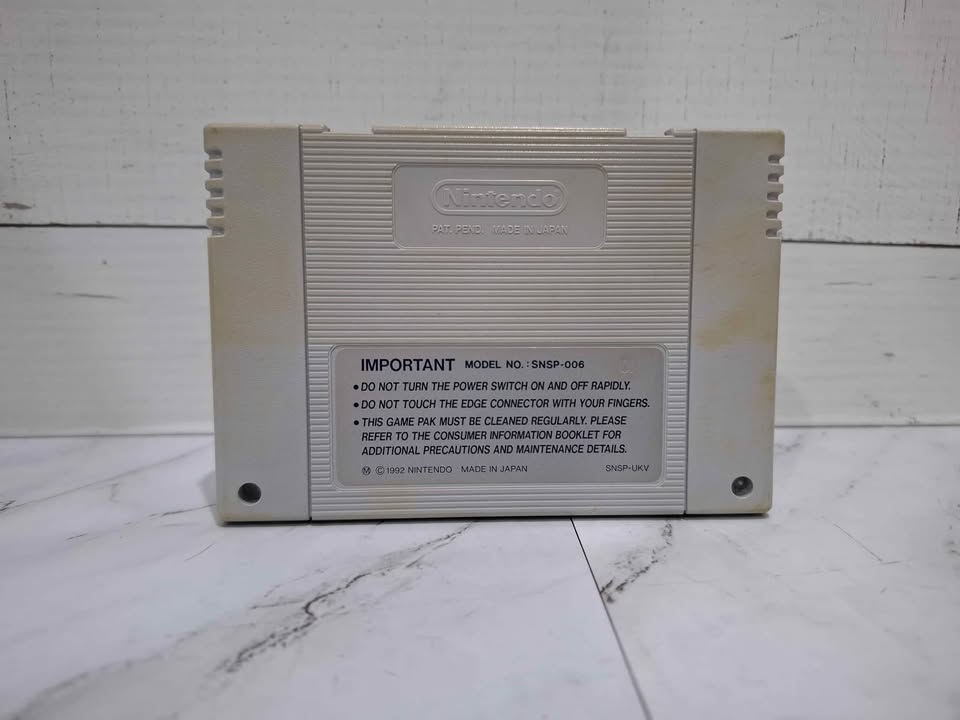 Nintendo
PAT. PEND. MADE IN JAPAN
IMPORTANT MODEL NO. : SNSP-006
• DO NOT TURN THE POWER SWITCH ON AND OFF RAPIDLY.
• DO NOT TOUCH THE EDGE CONNECTOR WITH YOUR FINGERS.
• THIS GAME PAK MUST BE CLEANED REGULARLY. PLEASE
REFER TO THE CONSUMER INFORMATION BOOKLET FOR
ADDITIONAL PRECAUTIONS AND MAINTENANCE DETAILS.
Ⓜ © 1992 NINTENDO MADE IN JAPAN SNSP-UKV